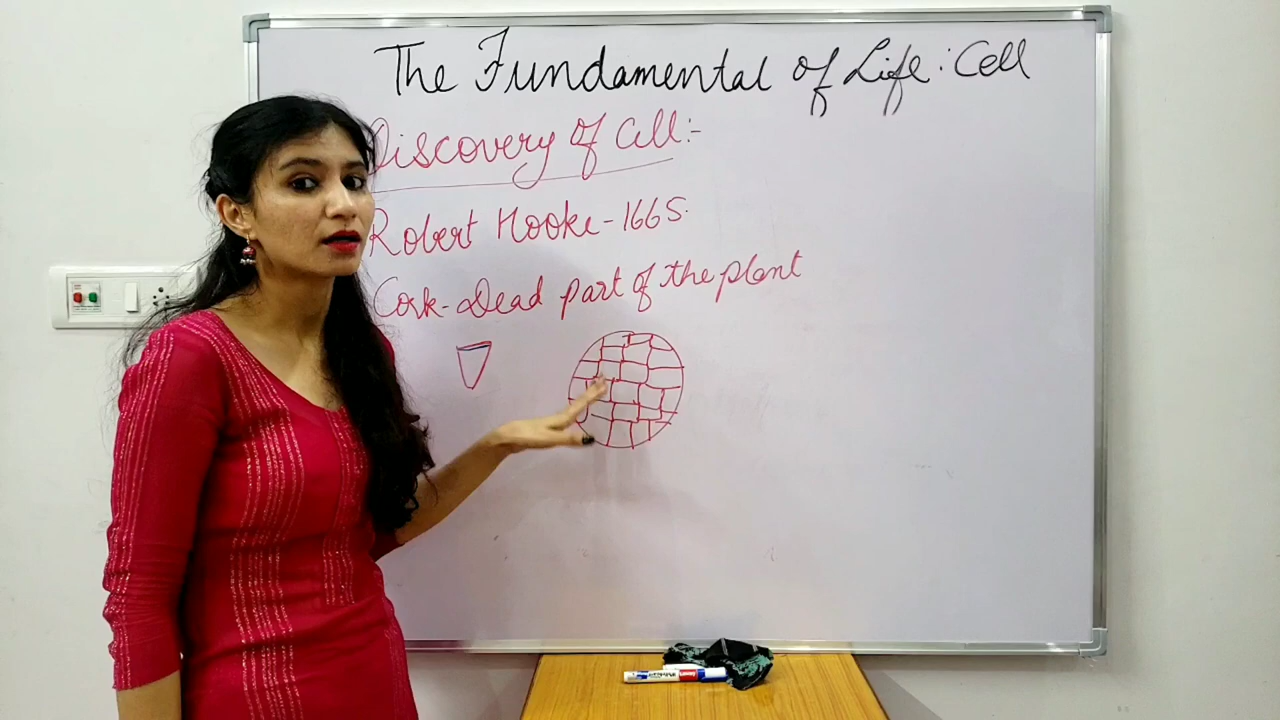 The Fundamental of Life : Cell
Discovery of Cell :-
Robert Hooke - 1665.
Cork - Dead part of the plant